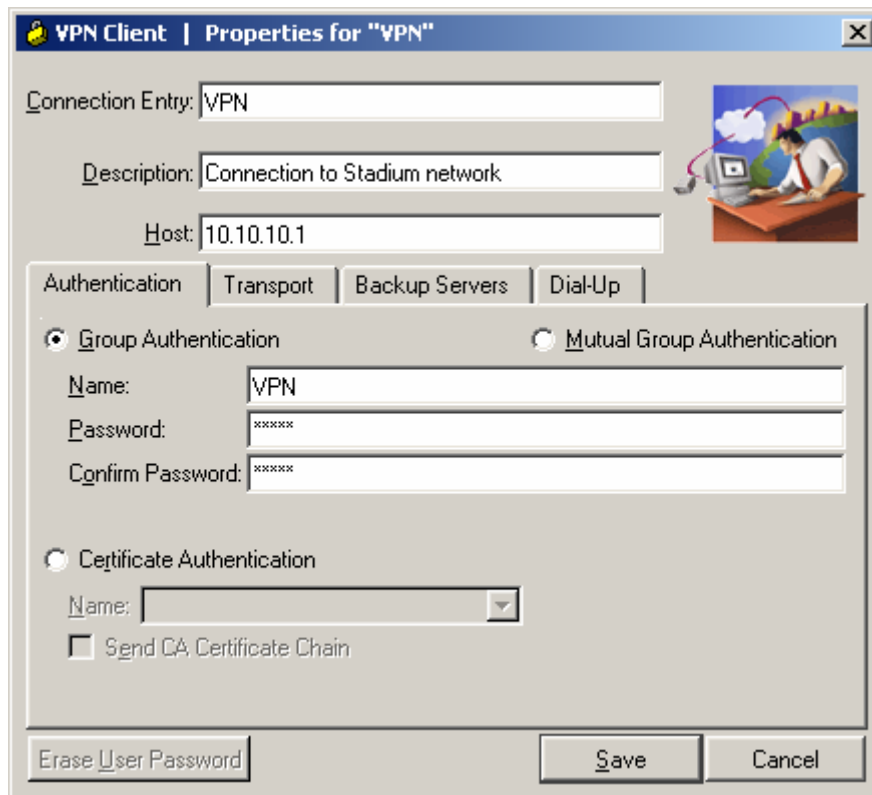 VPN Client | Properties for "VPN"
Connection Entry: VPN
Description: Connection to Stadium network
Host: 10.10.10.1
Authentication Transport Backup Servers Dial-Up
Group Authentication Mutual Group Authentication
Name: VPN
Password: *****
Confirm Password: *****
Certificate Authentication
Name:
Send CA Certificate Chain
Erase User Password Save Cancel